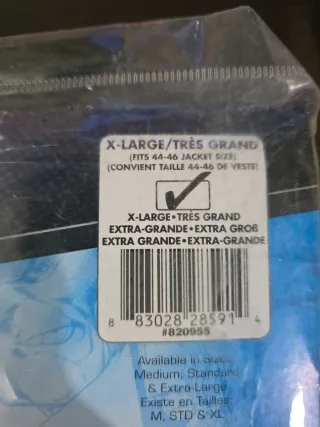 X-LARGE/TRÈS GRAND
(FITS 44-46 JACKET SIZE)
(CONVIENT TAILLE 44-46 DE VESTE)
X-LARGE•TRÈS GRAND
EXTRA-GRANDE•EXTRA GROß
EXTRA GRANDE•EXTRA-GRANDE
8 83028 28591 4
#820955
Available in Sizes
Medium, Standard
& Extra-Large
Existe en Tailles
M, STD & XL